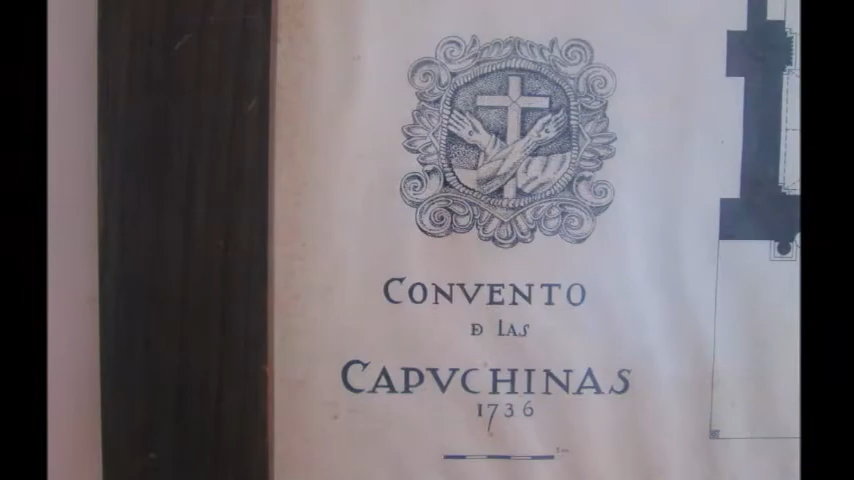 CONVENTO
Đ LAS
CAPVCHINAS
1736